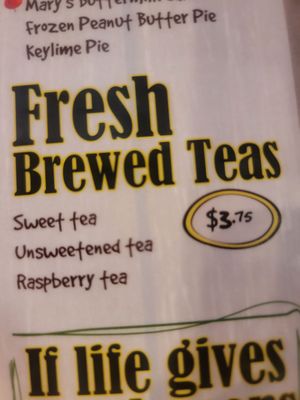 Mary's
Frozen Peanut Butter Pie
Keylime Pie
Fresh
Brewed Teas
Sweet tea
$3.75
Unsweetened tea
Raspberry tea
If life gives